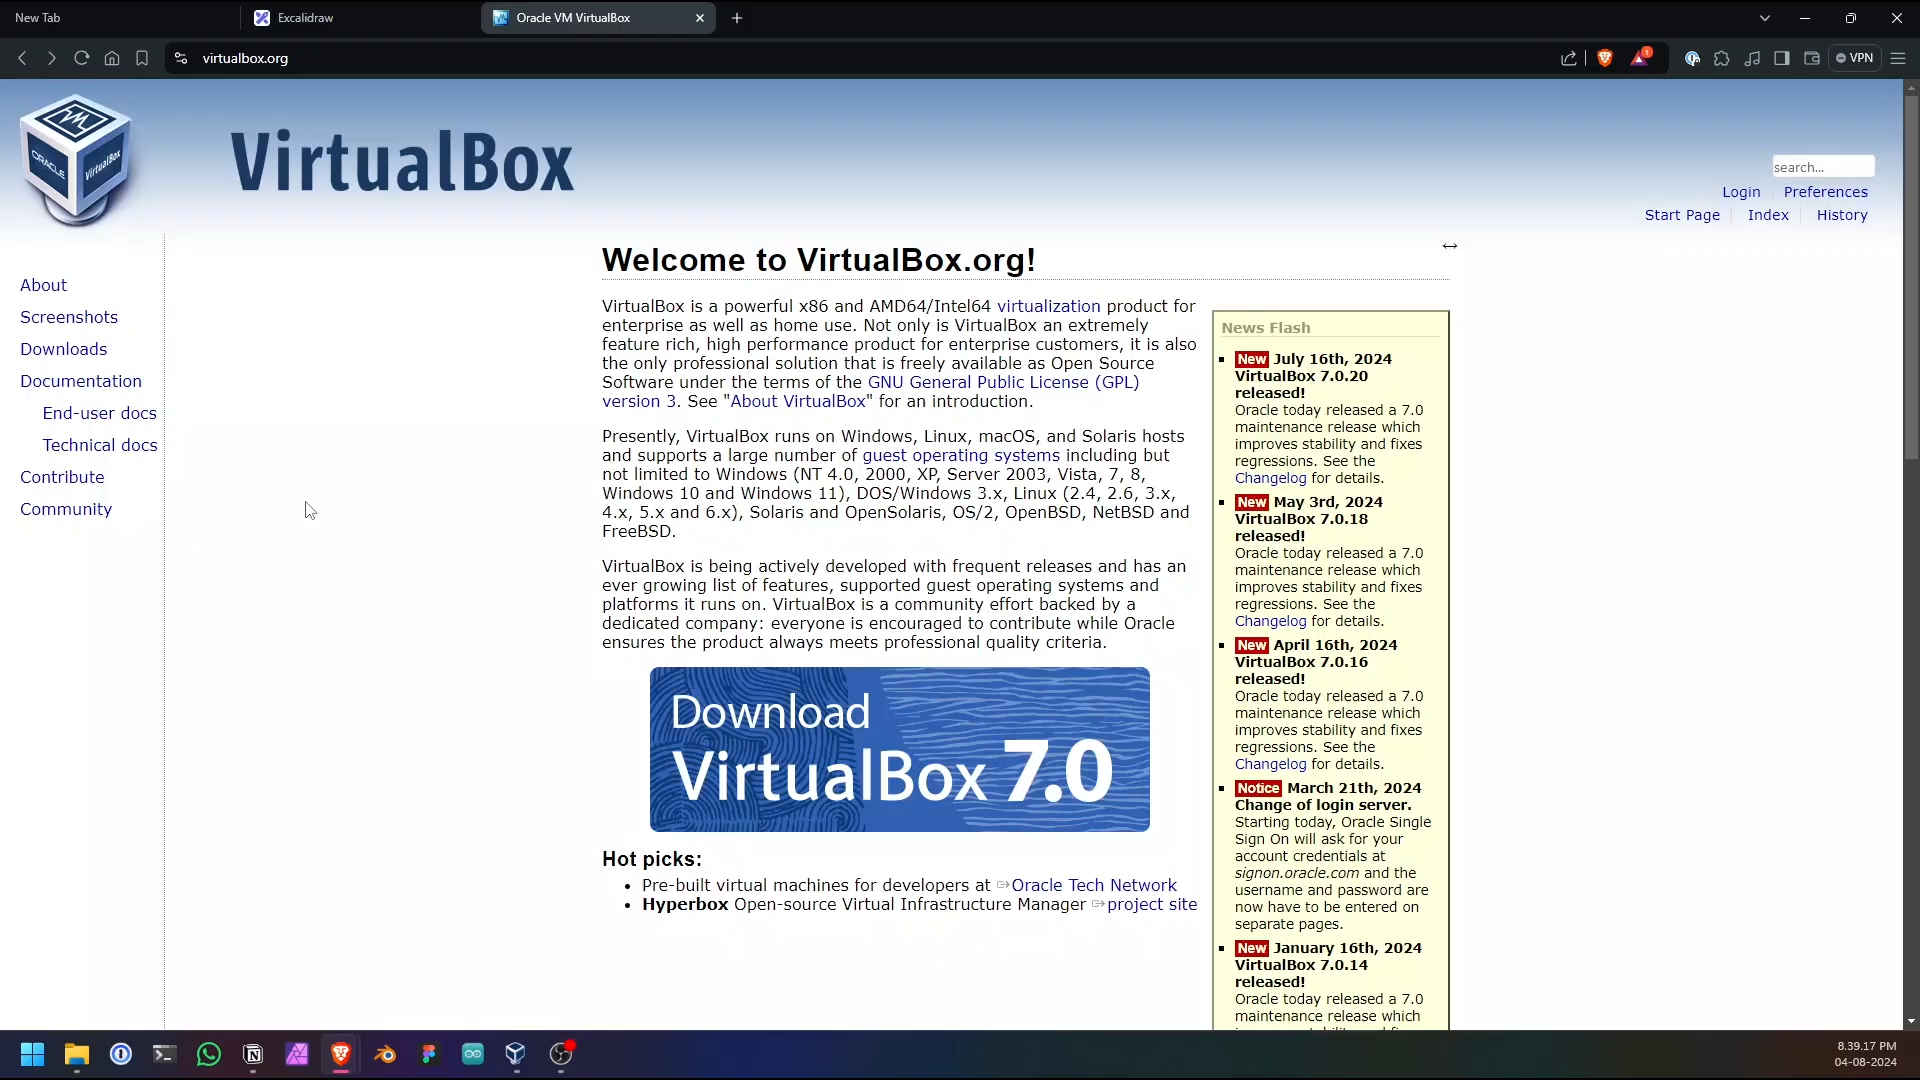 New Tab
Excalidraw
Oracle VM VirtualBox
virtualbox.org
1
VPN
ORACLE
VirtualBox
VirtualBox
search...
Login
Preferences
Start Page
Index
History
About
Screenshots
Downloads
Documentation
End-user docs
Technical docs
Contribute
Community
Welcome to VirtualBox.org!
VirtualBox is a powerful x86 and AMD64/Intel64 virtualization product for
enterprise as well as home use. Not only is VirtualBox an extremely
feature rich, high performance product for enterprise customers, it is also
the only professional solution that is freely available as Open Source
Software under the terms of the GNU General Public License (GPL)
version 3. See "About VirtualBox" for an introduction.
Presently, VirtualBox runs on Windows, Linux, macOS, and Solaris hosts
and supports a large number of guest operating systems including but
not limited to Windows (NT 4.0, 2000, XP, Server 2003, Vista, 7, 8,
Windows 10 and Windows 11), DOS/Windows 3.x, Linux (2.4, 2.6, 3.x,
4.x, 5.x and 6.x), Solaris and OpenSolaris, OS/2, OpenBSD, NetBSD and
FreeBSD.
VirtualBox is being actively developed with frequent releases and has an
ever growing list of features, supported guest operating systems and
platforms it runs on. VirtualBox is a community effort backed by a
dedicated company: everyone is encouraged to contribute while Oracle
ensures the product always meets professional quality criteria.
Download
VirtualBox 7.0
Hot picks:
Pre-built virtual machines for developers at Oracle Tech Network
Hyperbox Open-source Virtual Infrastructure Manager project site
News Flash
New July 16th, 2024
VirtualBox 7.0.20
released!
Oracle today released a 7.0
maintenance release which
improves stability and fixes
regressions. See the
Changelog for details.
New May 3rd, 2024
VirtualBox 7.0.18
released!
Oracle today released a 7.0
maintenance release which
improves stability and fixes
regressions. See the
Changelog for details.
New April 16th, 2024
VirtualBox 7.0.16
released!
Oracle today released a 7.0
maintenance release which
improves stability and fixes
regressions. See the
Changelog for details.
Notice March 21th, 2024
Change of login server.
Starting today, Oracle Single
Sign On will ask for your
account credentials at
signon.oracle.com and the
username and password are
now have to be entered on
separate pages.
New January 16th, 2024
VirtualBox 7.0.14
released!
Oracle today released a 7.0
maintenance release which
8.39.17 PM
04-08-2024